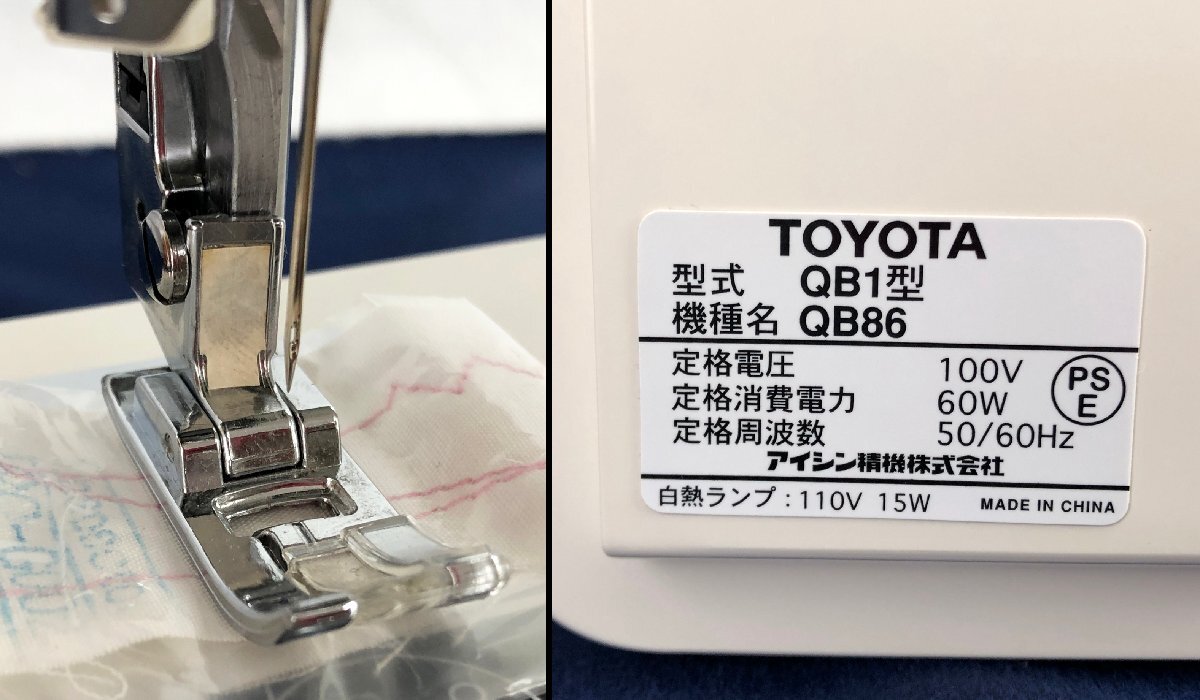 TOYOTA
型式 QB1型
機種名 QB86
定格電圧 100V
定格消費電力 60W
定格周波数 50/60Hz
PS
E
アイシン精機株式会社
白熱ランプ:110V 15W
MADE IN CHINA